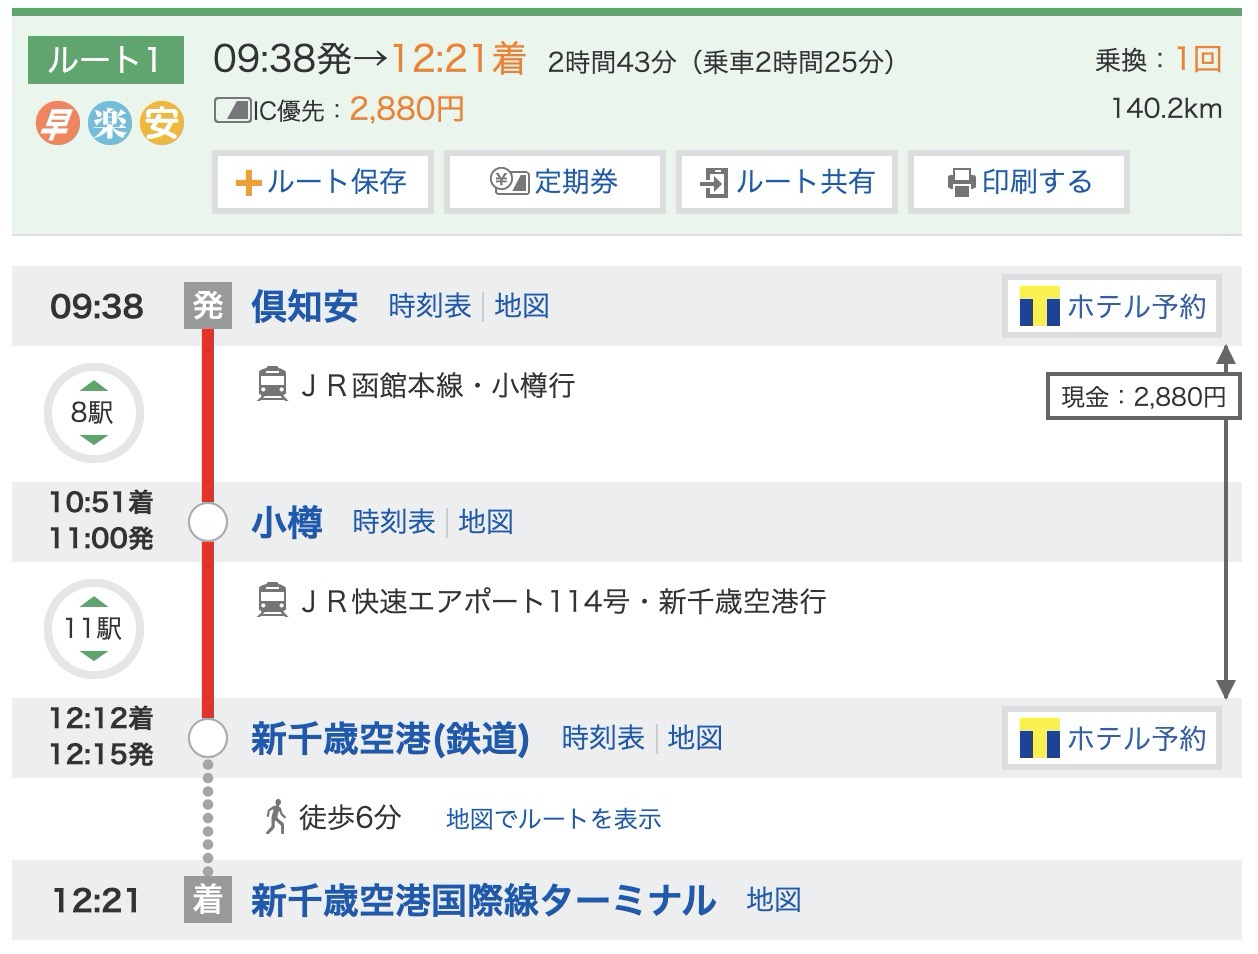 ルート1
09:38発→12:21着 2時間43分（乗車2時間25分） 乗換：1回
早 楽 安 IC優先：2,880円 140.2km
ルート保存 定期券 ルート共有 印刷する
09:38 発 倶知安 時刻表 地図 ホテル予約
8駅 JR函館本線・小樽行
現金：2,880円
10:51着
11:00発
小樽 時刻表 地図
11駅 JR快速エアポート114号・新千歳空港行
12:12着
12:15発
新千歳空港(鉄道) 時刻表 地図 ホテル予約
徒歩6分 地図でルートを表示
12:21 着 新千歳空港国際線ターミナル 地図